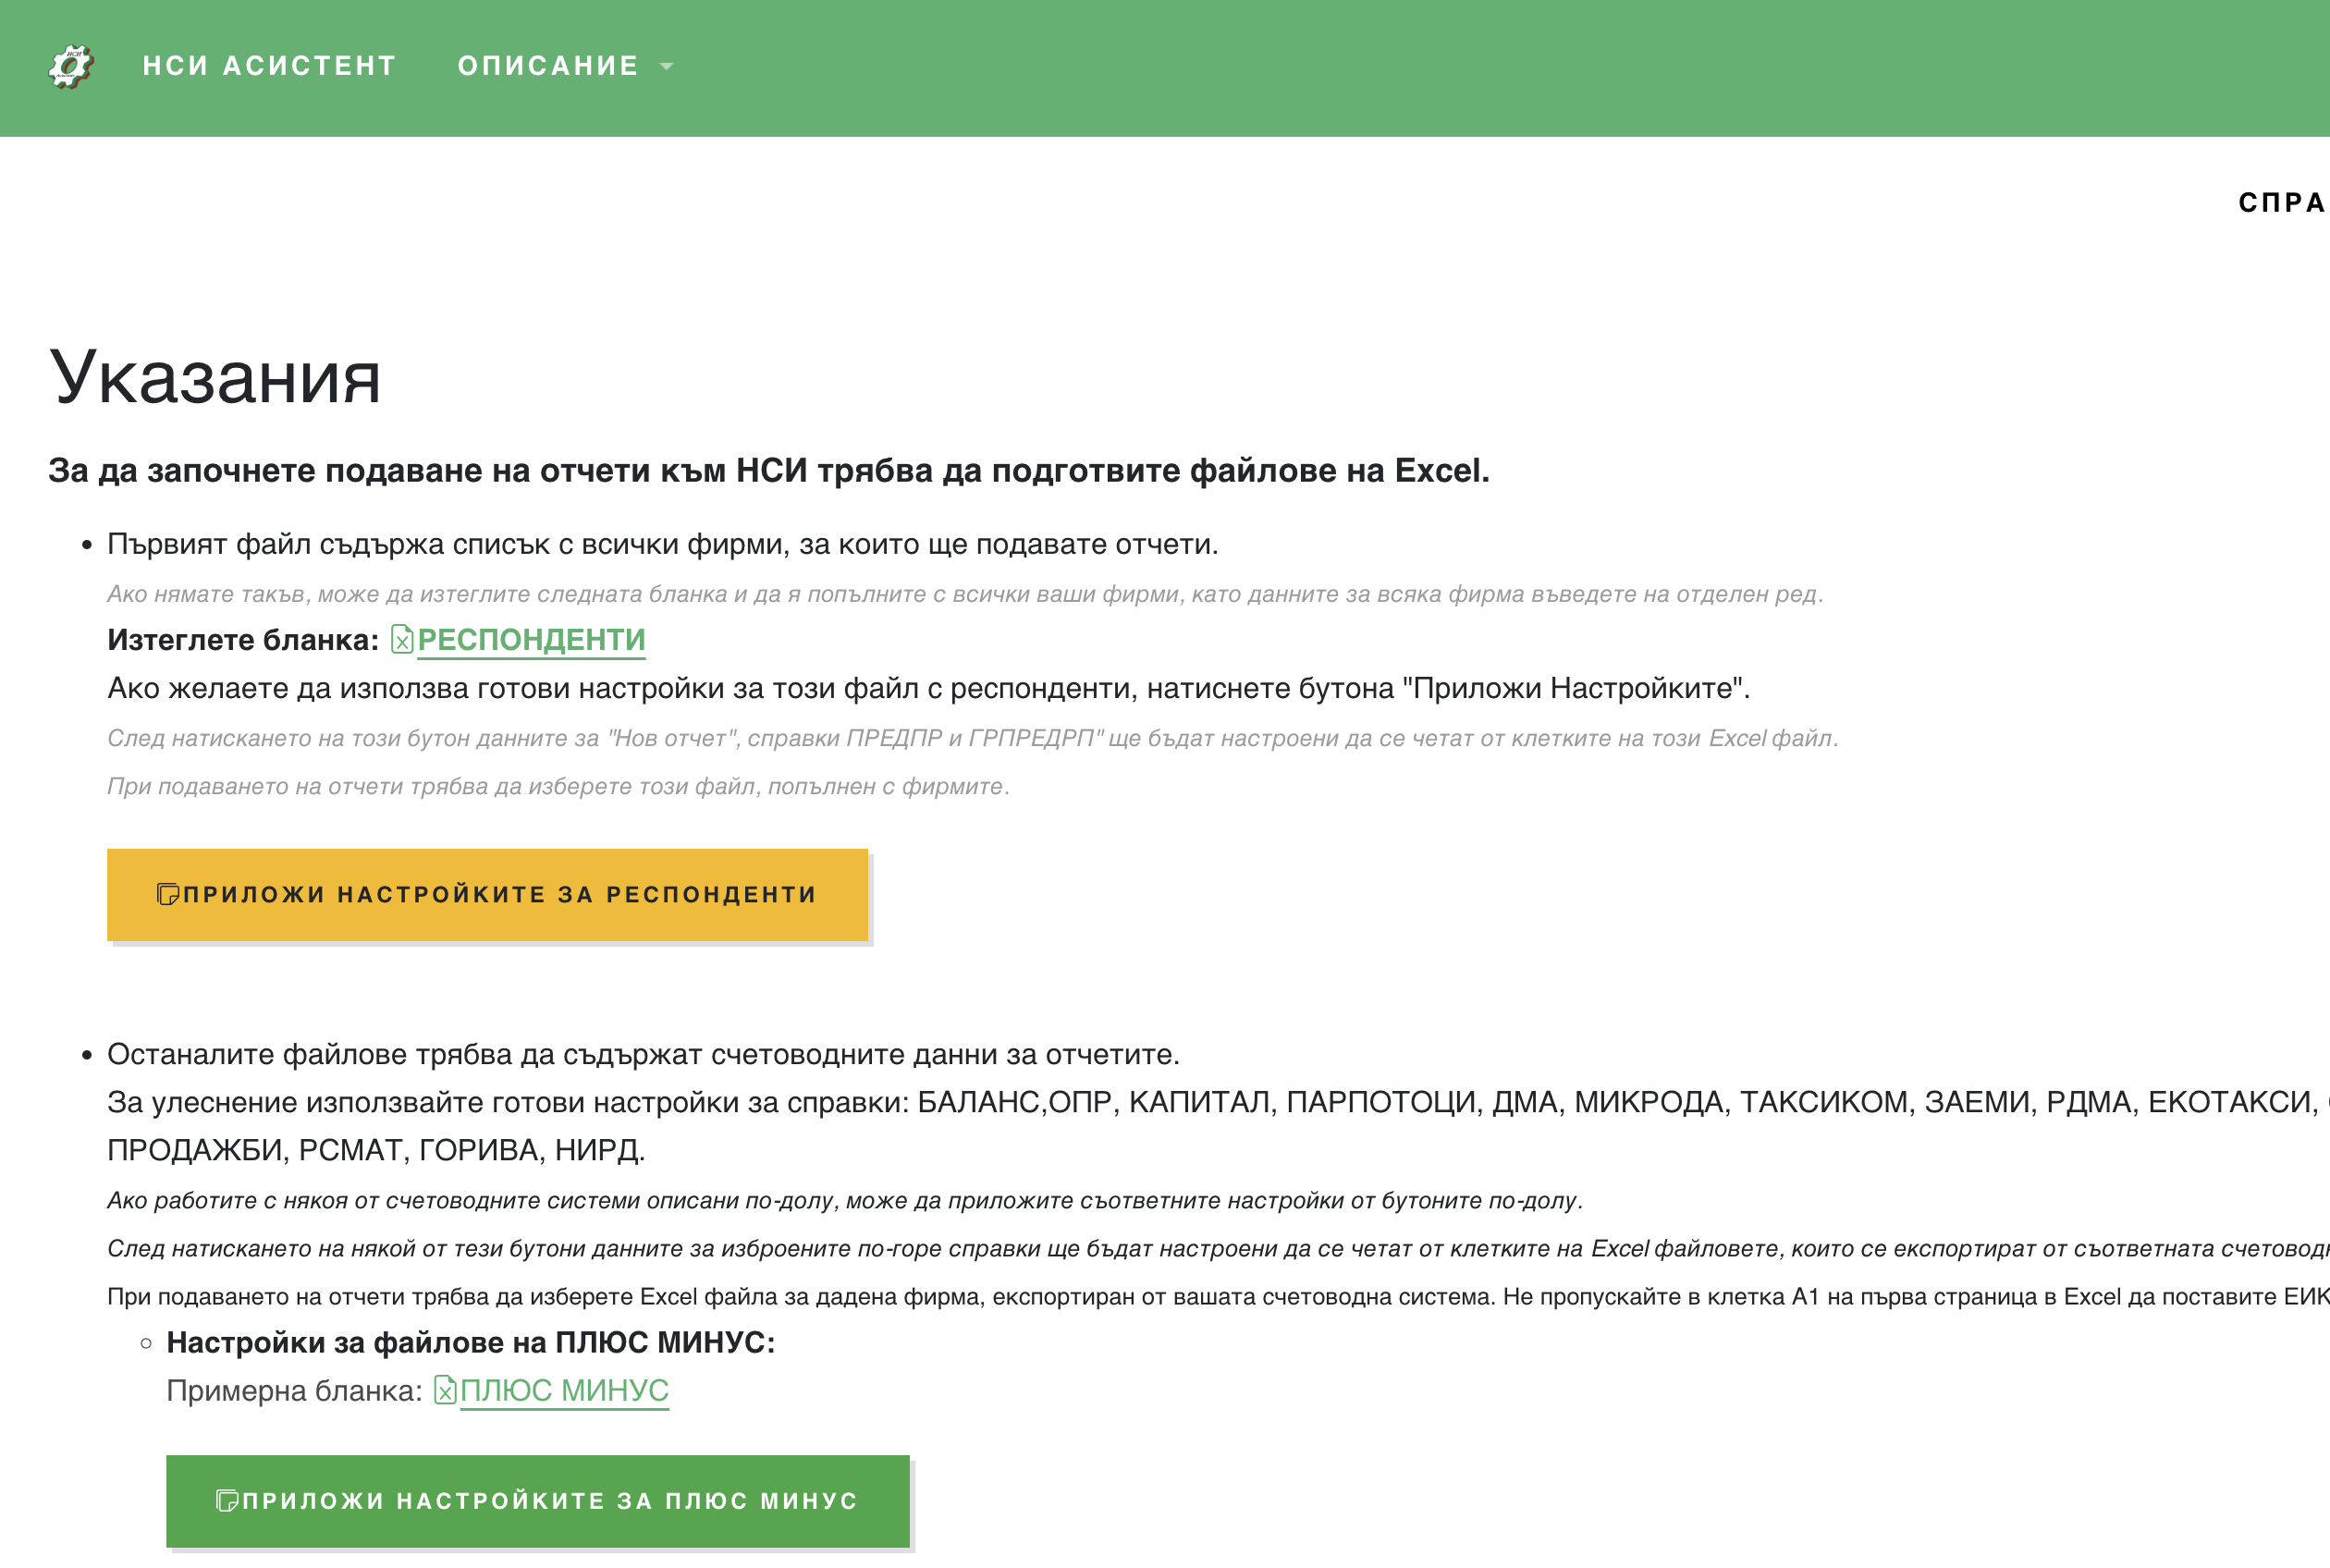 НСИ АСИСТЕНТ ОПИСАНИЕ
Указания
За да започнете подаване на отчети към НСИ трябва да подготвите файлове на Excel.
Първият файл съдържа списък с всички фирми, за които ще подавате отчети.
Ако нямате такъв, може да изтеглите следната бланка и да я попълните с всички ваши фирми, като данните за всяка фирма въведете на отделен ред.
Изтеглете бланка: РЕСПОНДЕНТИ
Ако желаете да използва готови настройки за този файл с респонденти, натиснете бутона "Приложи Настройките".
След натискането на този бутон данните за "Нов отчет", справки ПРЕДПР и ГРПРЕДРП" ще бъдат настроени да се четат от клетките на този Excel файл.
При подаването на отчети трябва да изберете този файл, попълнен с фирмите.
ПРИЛОЖИ НАСТРОЙКИТЕ ЗА РЕСПОНДЕНТИ
Останалите файлове трябва да съдържат счетоводните данни за отчетите.
За улеснение използвайте готови настройки за справки: БАЛАНС,ОПР, КАПИТАЛ, ПАРПОТОЦИ, ДМА, МИКРОДА, ТАКСИКОМ, ЗАЕМИ, РДМА, ЕКОТАКСИ,
ПРОДАЖБИ, РСМАТ, ГОРИВА, НИРД.
Ако работите с някоя от счетоводните системи описани по-долу, може да приложите съответните настройки от бутоните по-долу.
След натискането на някой от тези бутони данните за изброените по-горе справки ще бъдат настроени да се четат от клетките на Excel файловете, които се експортират от съответната
При подаването на отчети трябва да изберете Excel файла за дадена фирма, експортиран от вашата счетоводна система. Не пропускайте в клетка A1 на първа страница в Excel да поставите ЕИК
Настройки за файлове на ПЛЮС МИНУС:
Примерна бланка: ПЛЮС МИНУС
ПРИЛОЖИ НАСТРОЙКИТЕ ЗА ПЛЮС МИНУС